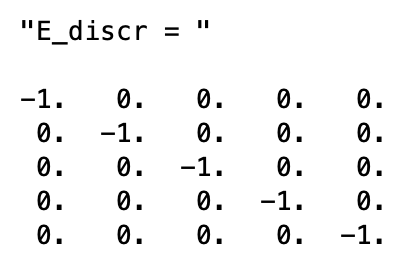 "E_discr = "
-1. 0. 0. 0. 0.
0. -1. 0. 0. 0.
0. 0. -1. 0. 0.
0. 0. 0. -1. 0.
0. 0. 0. 0. -1.